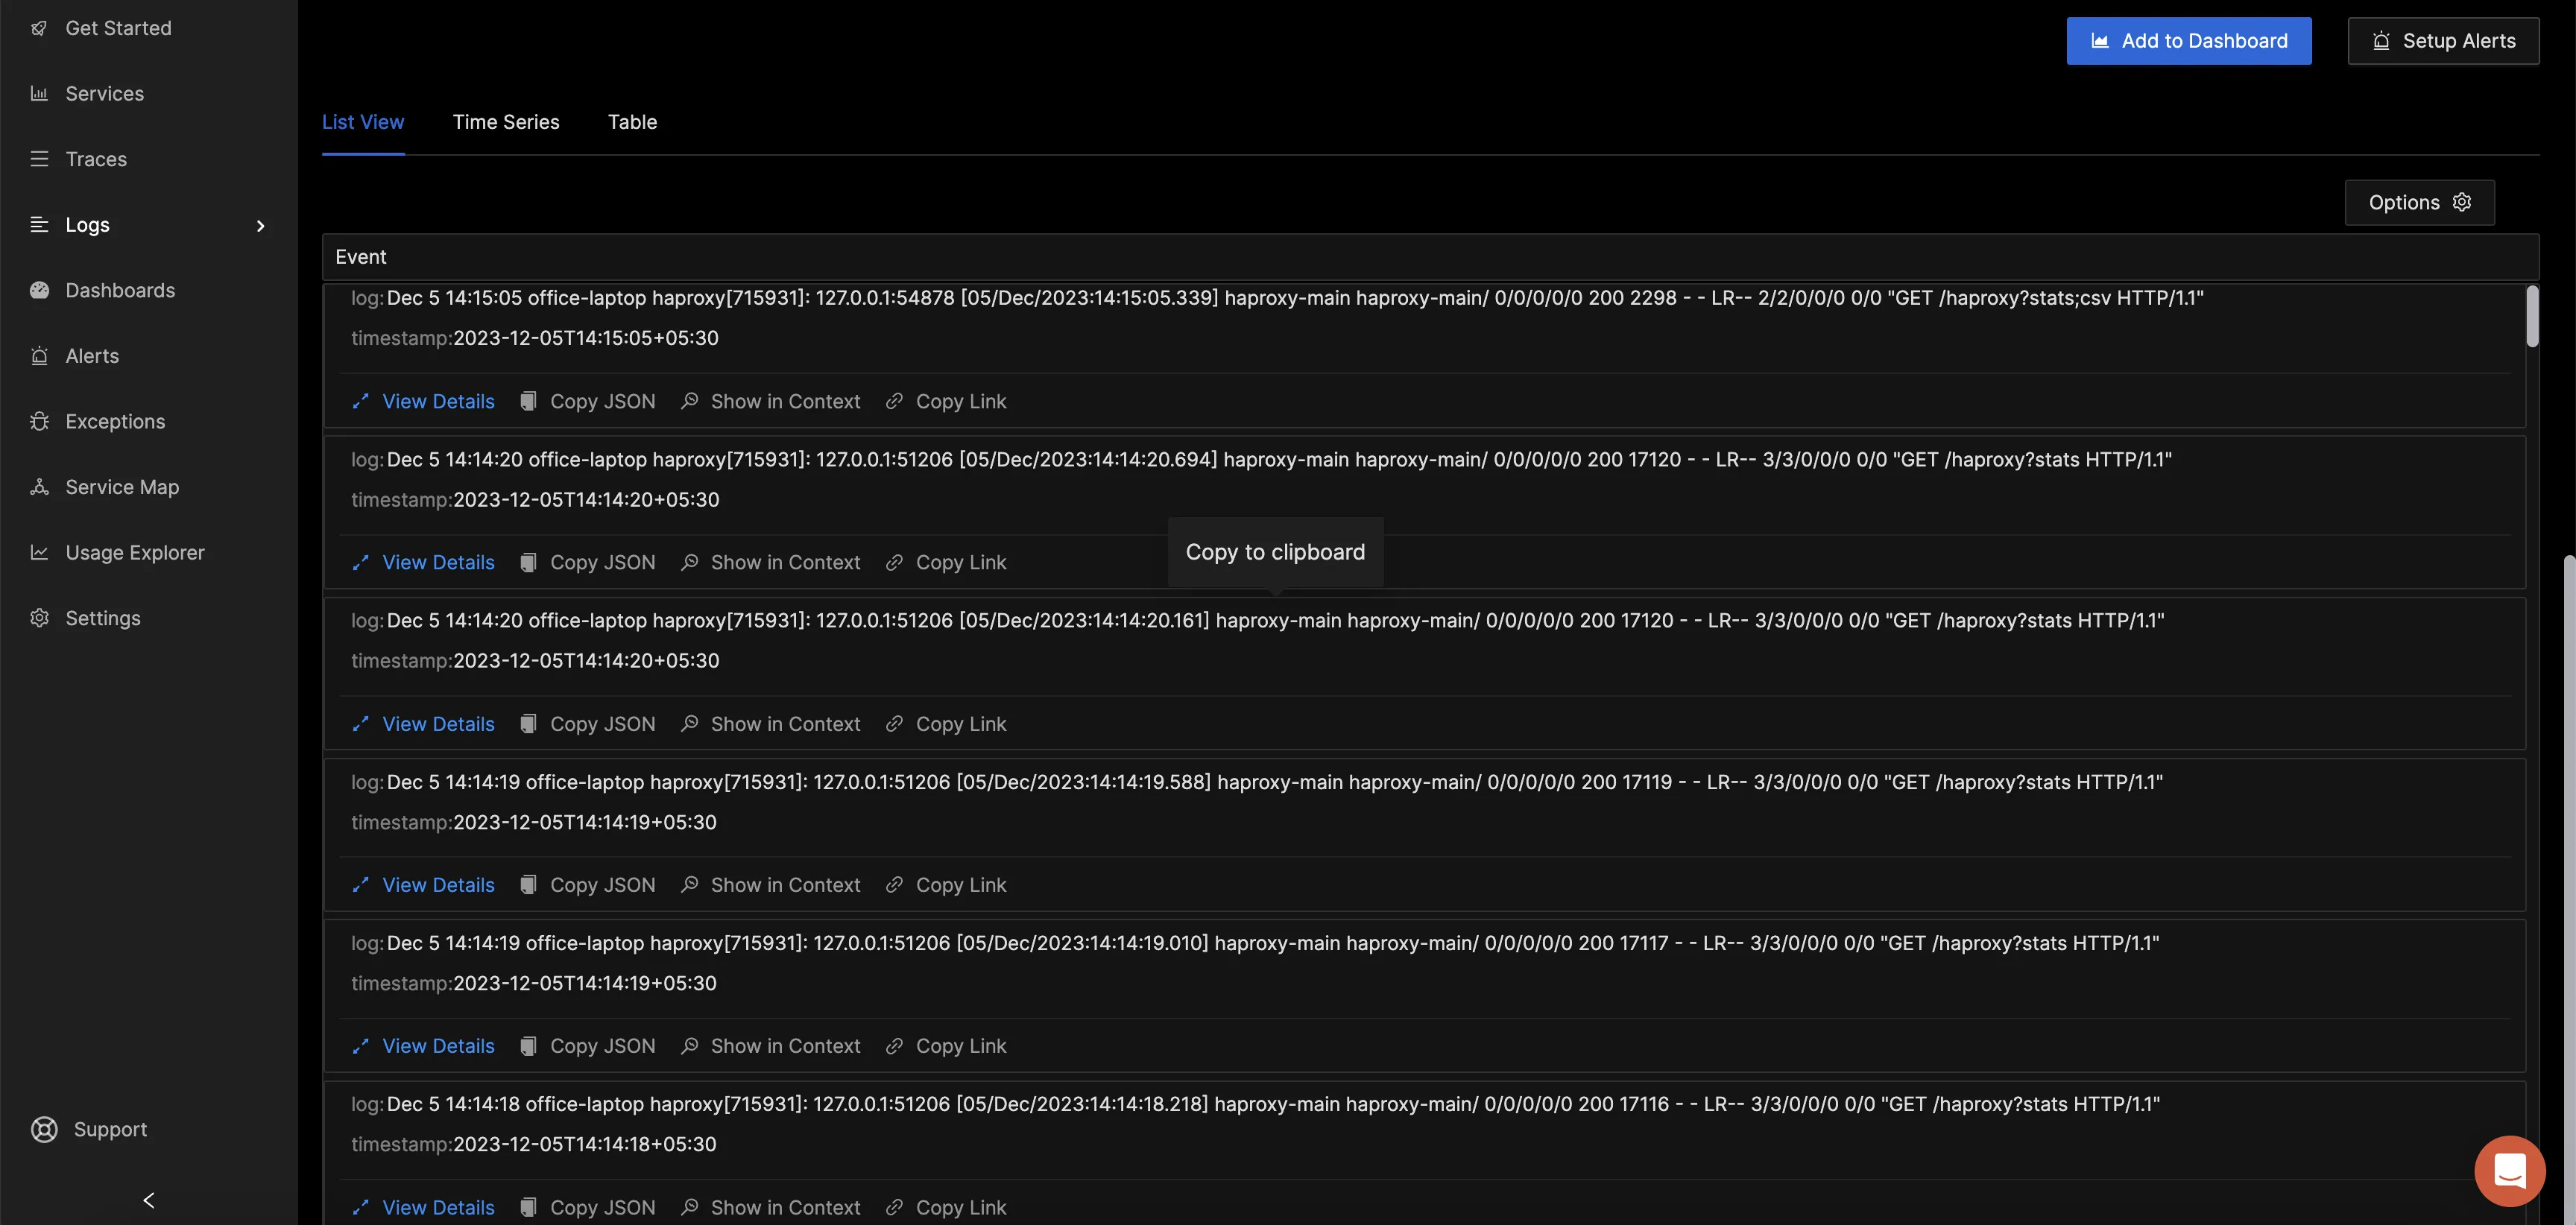 Get Started
Services
Traces
Logs
Dashboards
Alerts
Exceptions
Service Map
Usage Explorer
Settings
Support
Add to Dashboard
Setup Alerts
List View Time Series Table
Options
Event
log:Dec 5 14:15:05 office-laptop haproxy[715931]: 127.0.0.1:54878 [05/Dec/2023:14:15:05.339] haproxy-main haproxy-main/ 0/0/0/0/0 200 2298 - - LR-- 2/2/0/0/0 0/0 "GET /haproxy?stats;csv HTTP/1.1"
timestamp:2023-12-05T14:15:05+05:30
View Details Copy JSON Show in Context Copy Link
log:Dec 5 14:14:20 office-laptop haproxy[715931]: 127.0.0.1:51206 [05/Dec/2023:14:14:20.694] haproxy-main haproxy-main/ 0/0/0/0/0 200 17120 - - LR-- 3/3/0/0/0 0/0 "GET /haproxy?stats HTTP/1.1"
timestamp:2023-12-05T14:14:20+05:30
View Details Copy JSON Show in Context Copy Link
Copy to clipboard
log:Dec 5 14:14:20 office-laptop haproxy[715931]: 127.0.0.1:51206 [05/Dec/2023:14:14:20.161] haproxy-main haproxy-main/ 0/0/0/0/0 200 17120 - - LR-- 3/3/0/0/0 0/0 "GET /haproxy?stats HTTP/1.1"
timestamp:2023-12-05T14:14:20+05:30
View Details Copy JSON Show in Context Copy Link
log:Dec 5 14:14:19 office-laptop haproxy[715931]: 127.0.0.1:51206 [05/Dec/2023:14:14:19.588] haproxy-main haproxy-main/ 0/0/0/0/0 200 17119 - - LR-- 3/3/0/0/0 0/0 "GET /haproxy?stats HTTP/1.1"
timestamp:2023-12-05T14:14:19+05:30
View Details Copy JSON Show in Context Copy Link
log:Dec 5 14:14:19 office-laptop haproxy[715931]: 127.0.0.1:51206 [05/Dec/2023:14:14:19.010] haproxy-main haproxy-main/ 0/0/0/0/0 200 17117 - - LR-- 3/3/0/0/0 0/0 "GET /haproxy?stats HTTP/1.1"
timestamp:2023-12-05T14:14:19+05:30
View Details Copy JSON Show in Context Copy Link
log:Dec 5 14:14:18 office-laptop haproxy[715931]: 127.0.0.1:51206 [05/Dec/2023:14:14:18.218] haproxy-main haproxy-main/ 0/0/0/0/0 200 17116 - - LR-- 3/3/0/0/0 0/0 "GET /haproxy?stats HTTP/1.1"
timestamp:2023-12-05T14:14:18+05:30
View Details Copy JSON Show in Context Copy Link